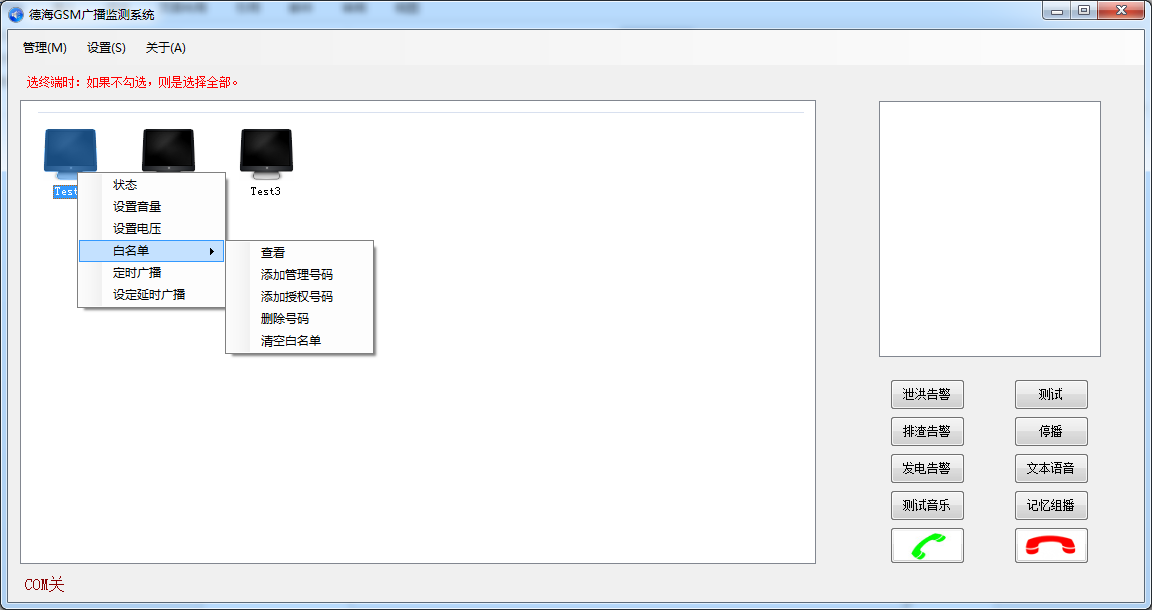 德海GSM广播监测系统
管理(M) 设置(S) 关于(A)
选终端时：如果不勾选，则是选择全部。
Test
Test3
状态
设置音量
设置电压
白名单
定时广播
设定延时广播
查看
添加管理号码
添加授权号码
删除号码
清空白名单
泄洪告警 测试
排渣告警 停播
发电告警 文本语音
测试音乐 记忆组播
COM关